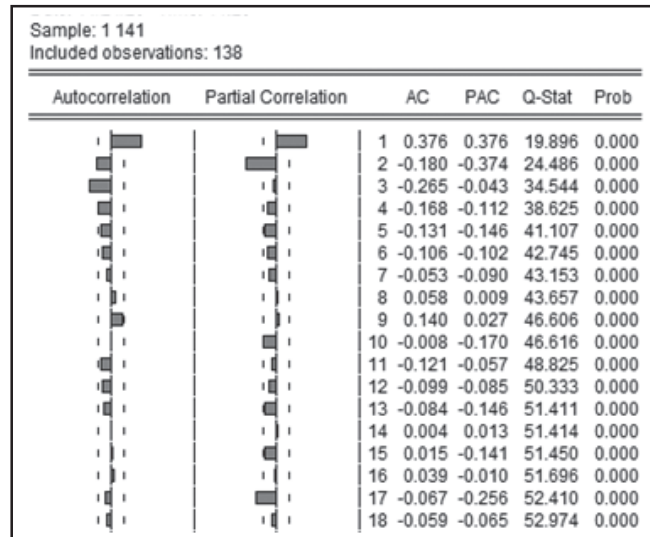 Sample: 1 141
Included observations: 138
Autocorrelation Partial Correlation AC PAC Q-Stat Prob
1 0.376 0.376 19.896 0.000
2 -0.180 -0.374 24.486 0.000
3 -0.265 -0.043 34.544 0.000
4 -0.168 -0.112 38.625 0.000
5 -0.131 -0.146 41.107 0.000
6 -0.106 -0.102 42.745 0.000
7 -0.053 -0.090 43.153 0.000
8 0.058 0.009 43.657 0.000
9 0.140 0.027 46.606 0.000
10 -0.008 -0.170 46.616 0.000
11 -0.121 -0.057 48.825 0.000
12 -0.099 -0.085 50.333 0.000
13 -0.084 -0.146 51.411 0.000
14 0.004 0.013 51.414 0.000
15 0.015 -0.141 51.450 0.000
16 0.039 -0.010 51.696 0.000
17 -0.067 -0.256 52.410 0.000
18 -0.059 -0.065 52.974 0.000